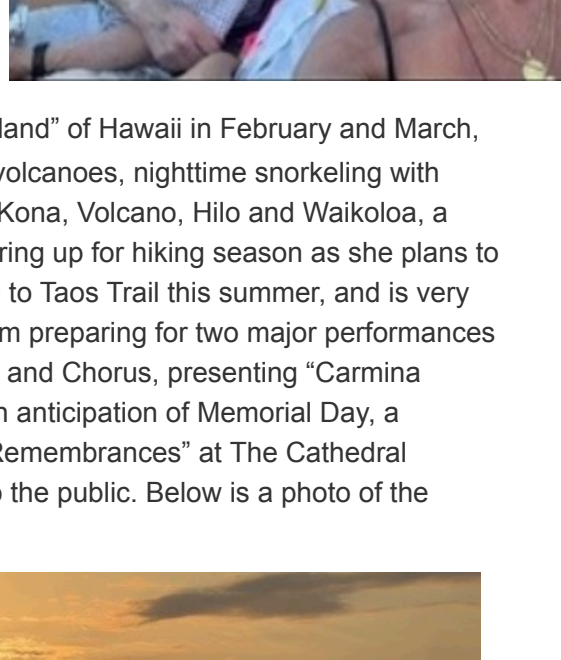 land” of Hawaii in February and March,
volcanoes, nighttime snorkeling with
Kona, Volcano, Hilo and Waikoloa, a
ring up for hiking season as she plans to
to Taos Trail this summer, and is very
m preparing for two major performances
and Chorus, presenting “Carmina
n anticipation of Memorial Day, a
Remembrances” at The Cathedral
o the public. Below is a photo of the